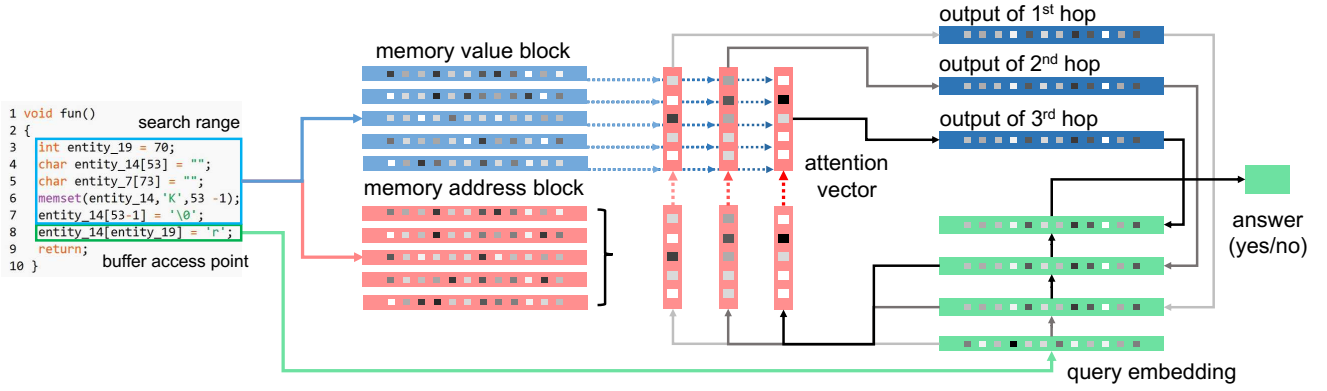 1 void fun()
2 {
search range
3 int entity_19 = 70;
4 char entity_14[53] = "";
5 char entity_7[73] = "";
6 memset(entity_14,'K',53 -1);
7 entity_14[53-1] = '\0';
8 entity_14[entity_19] = 'r';
9 return;
10 }
buffer access point
memory value block
memory address block
attention
vector
output of 1st hop
output of 2nd hop
output of 3rd hop
query embedding
answer
(yes/no)